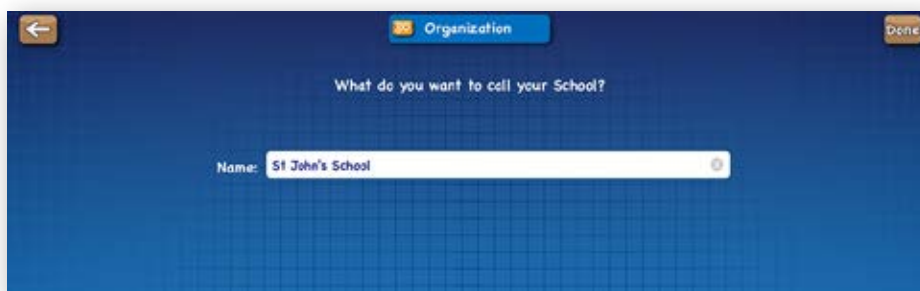 Organization
Done
What do you want to call your School?
Name: St John's School